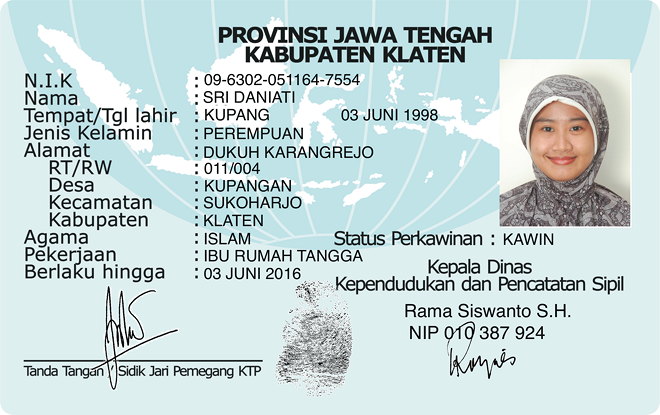 PROVINSI JAWA TENGAH
KABUPATEN KLATEN
N.I.K : 09-6302-051164-7554
Nama : SRI DANIATI
Tempat/Tgl lahir : KUPANG 03 JUNI 1998
Jenis Kelamin : PEREMPUAN
Alamat : DUKUH KARANGREJO
RT/RW : 011/004
Desa : KUPANGAN
Kecamatan : SUKOHARJO
Kabupaten : KLATEN
Agama : ISLAM
Status Perkawinan : KAWIN
Pekerjaan : IBU RUMAH TANGGA
Berlaku hingga : 03 JUNI 2016
Kepala Dinas
Kependudukan dan Pencatatan Sipil
Rama Siswanto S.H.
NIP 010 387 924
Tanda Tangan / Sidik Jari Pemegang KTP